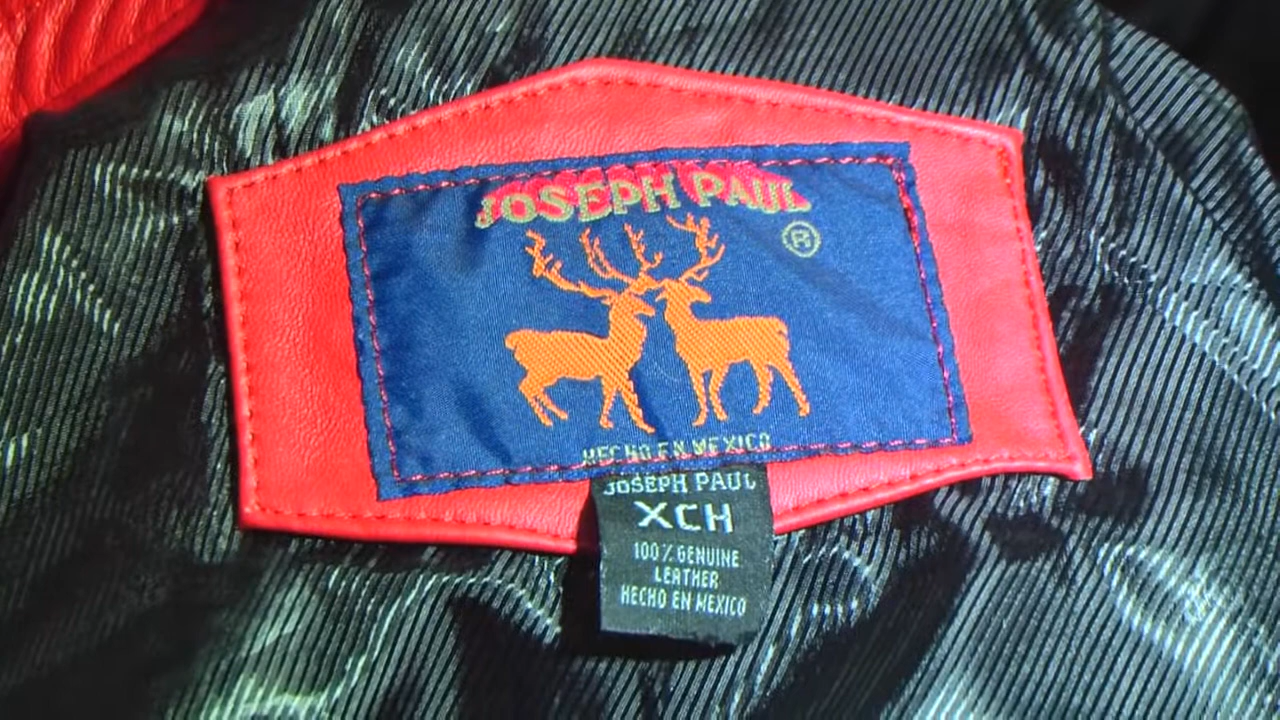 JOSEPH PAUL
®
HECHO EN MEXICO
JOSEPH PAUL
XCH
100% GENUINE
LEATHER
HECHO EN MEXICO